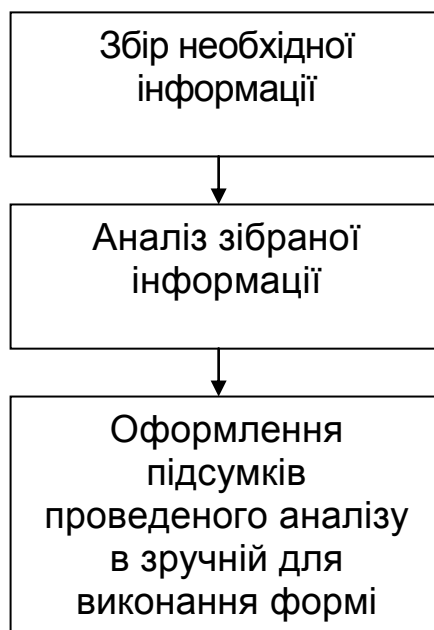 Збір необхідної
інформації
Аналіз зібраної
інформації
Оформлення
підсумків
проведеного аналізу
в зручній для
виконання формі